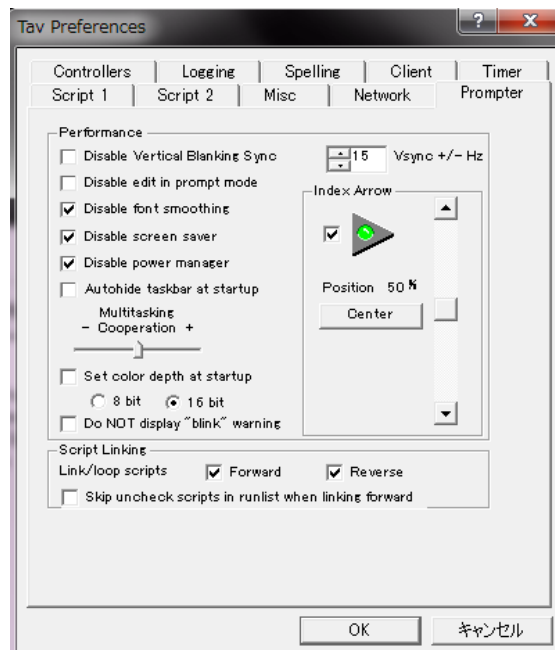 Tav Preferences
Controllers Logging Spelling Client Timer
Script 1 Script 2 Misc Network Prompter
Performance
Disable Vertical Blanking Sync
15 Vsync +/- Hz
Disable edit in prompt mode
Index Arrow
Disable font smoothing
Disable screen saver
Disable power manager
Autohide taskbar at startup
Position 50 %
Center
Multitasking
- Cooperation +
Set color depth at startup
8 bit 16 bit
Do NOT display "blink" warning
Script Linking
Link/loop scripts Forward Reverse
Skip uncheck scripts in runlist when linking forward
OK キャンセル